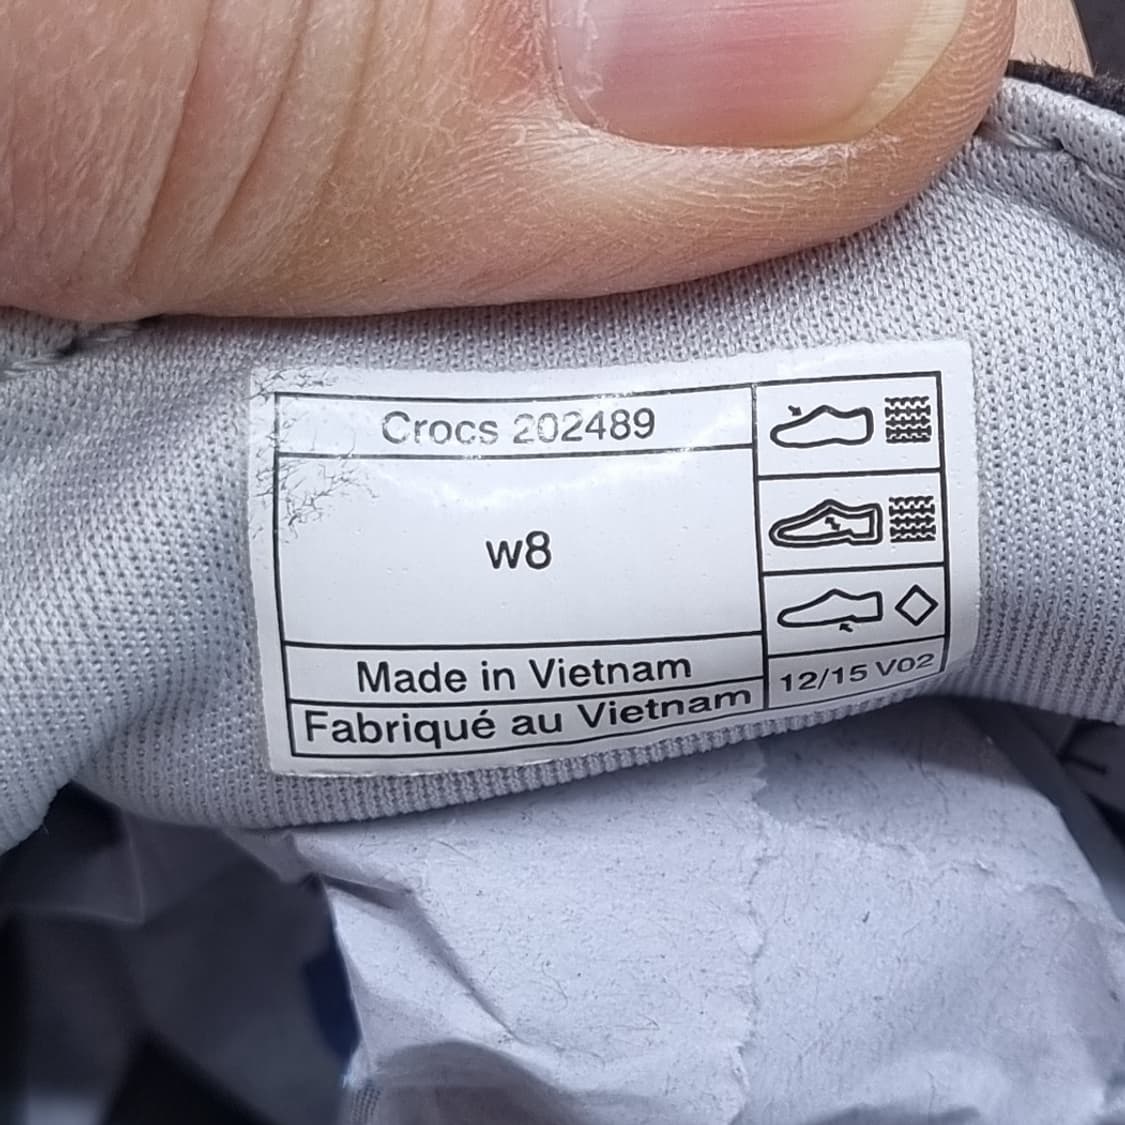 Crocs 202489
w8
Made in Vietnam
Fabriqué au Vietnam
12/15 V02